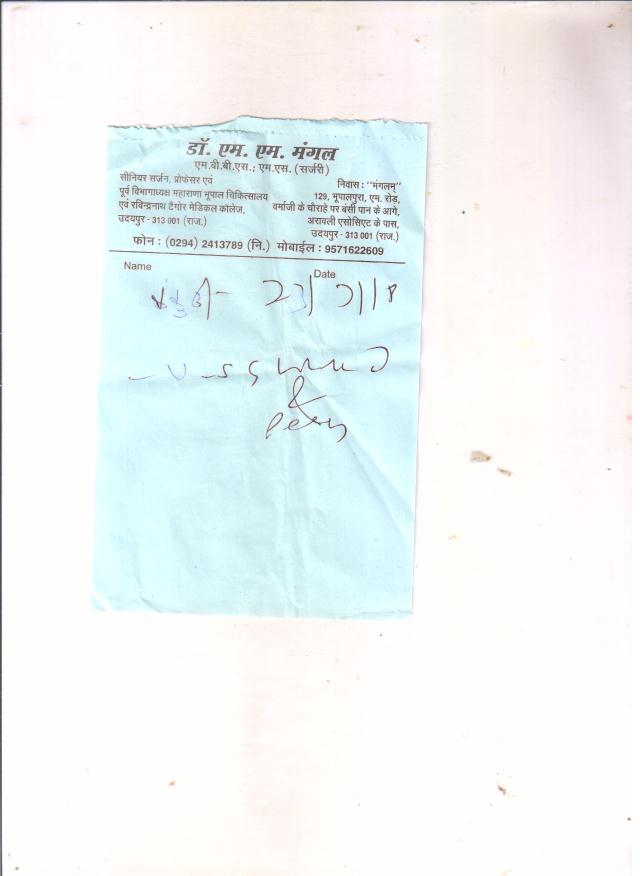 डॉ. एम. एम. मंगल
एम.बी.बी.एस.; एम.एस. (सर्जरी)
सीनियर सर्जन, प्रोफेसर एवं
पूर्व विभागाध्यक्ष महाराणा भूपाल चिकित्सालय
एवं रविन्द्रनाथ टैगोर मेडिकल कॉलेज,
उदयपुर - 313 001 (राज.)
निवास : "मंगलम्"
129, भूपालपुरा, एम. रोड़,
वर्माजी के चौराहे पर बंसी पान के आगे,
अरावली एसोसिएट के पास,
उदयपुर - 313 001 (राज.)
फोन : (0294) 2413789 (नि.) मोबाईल : 9571622609
Name
Date
23/7/18
&